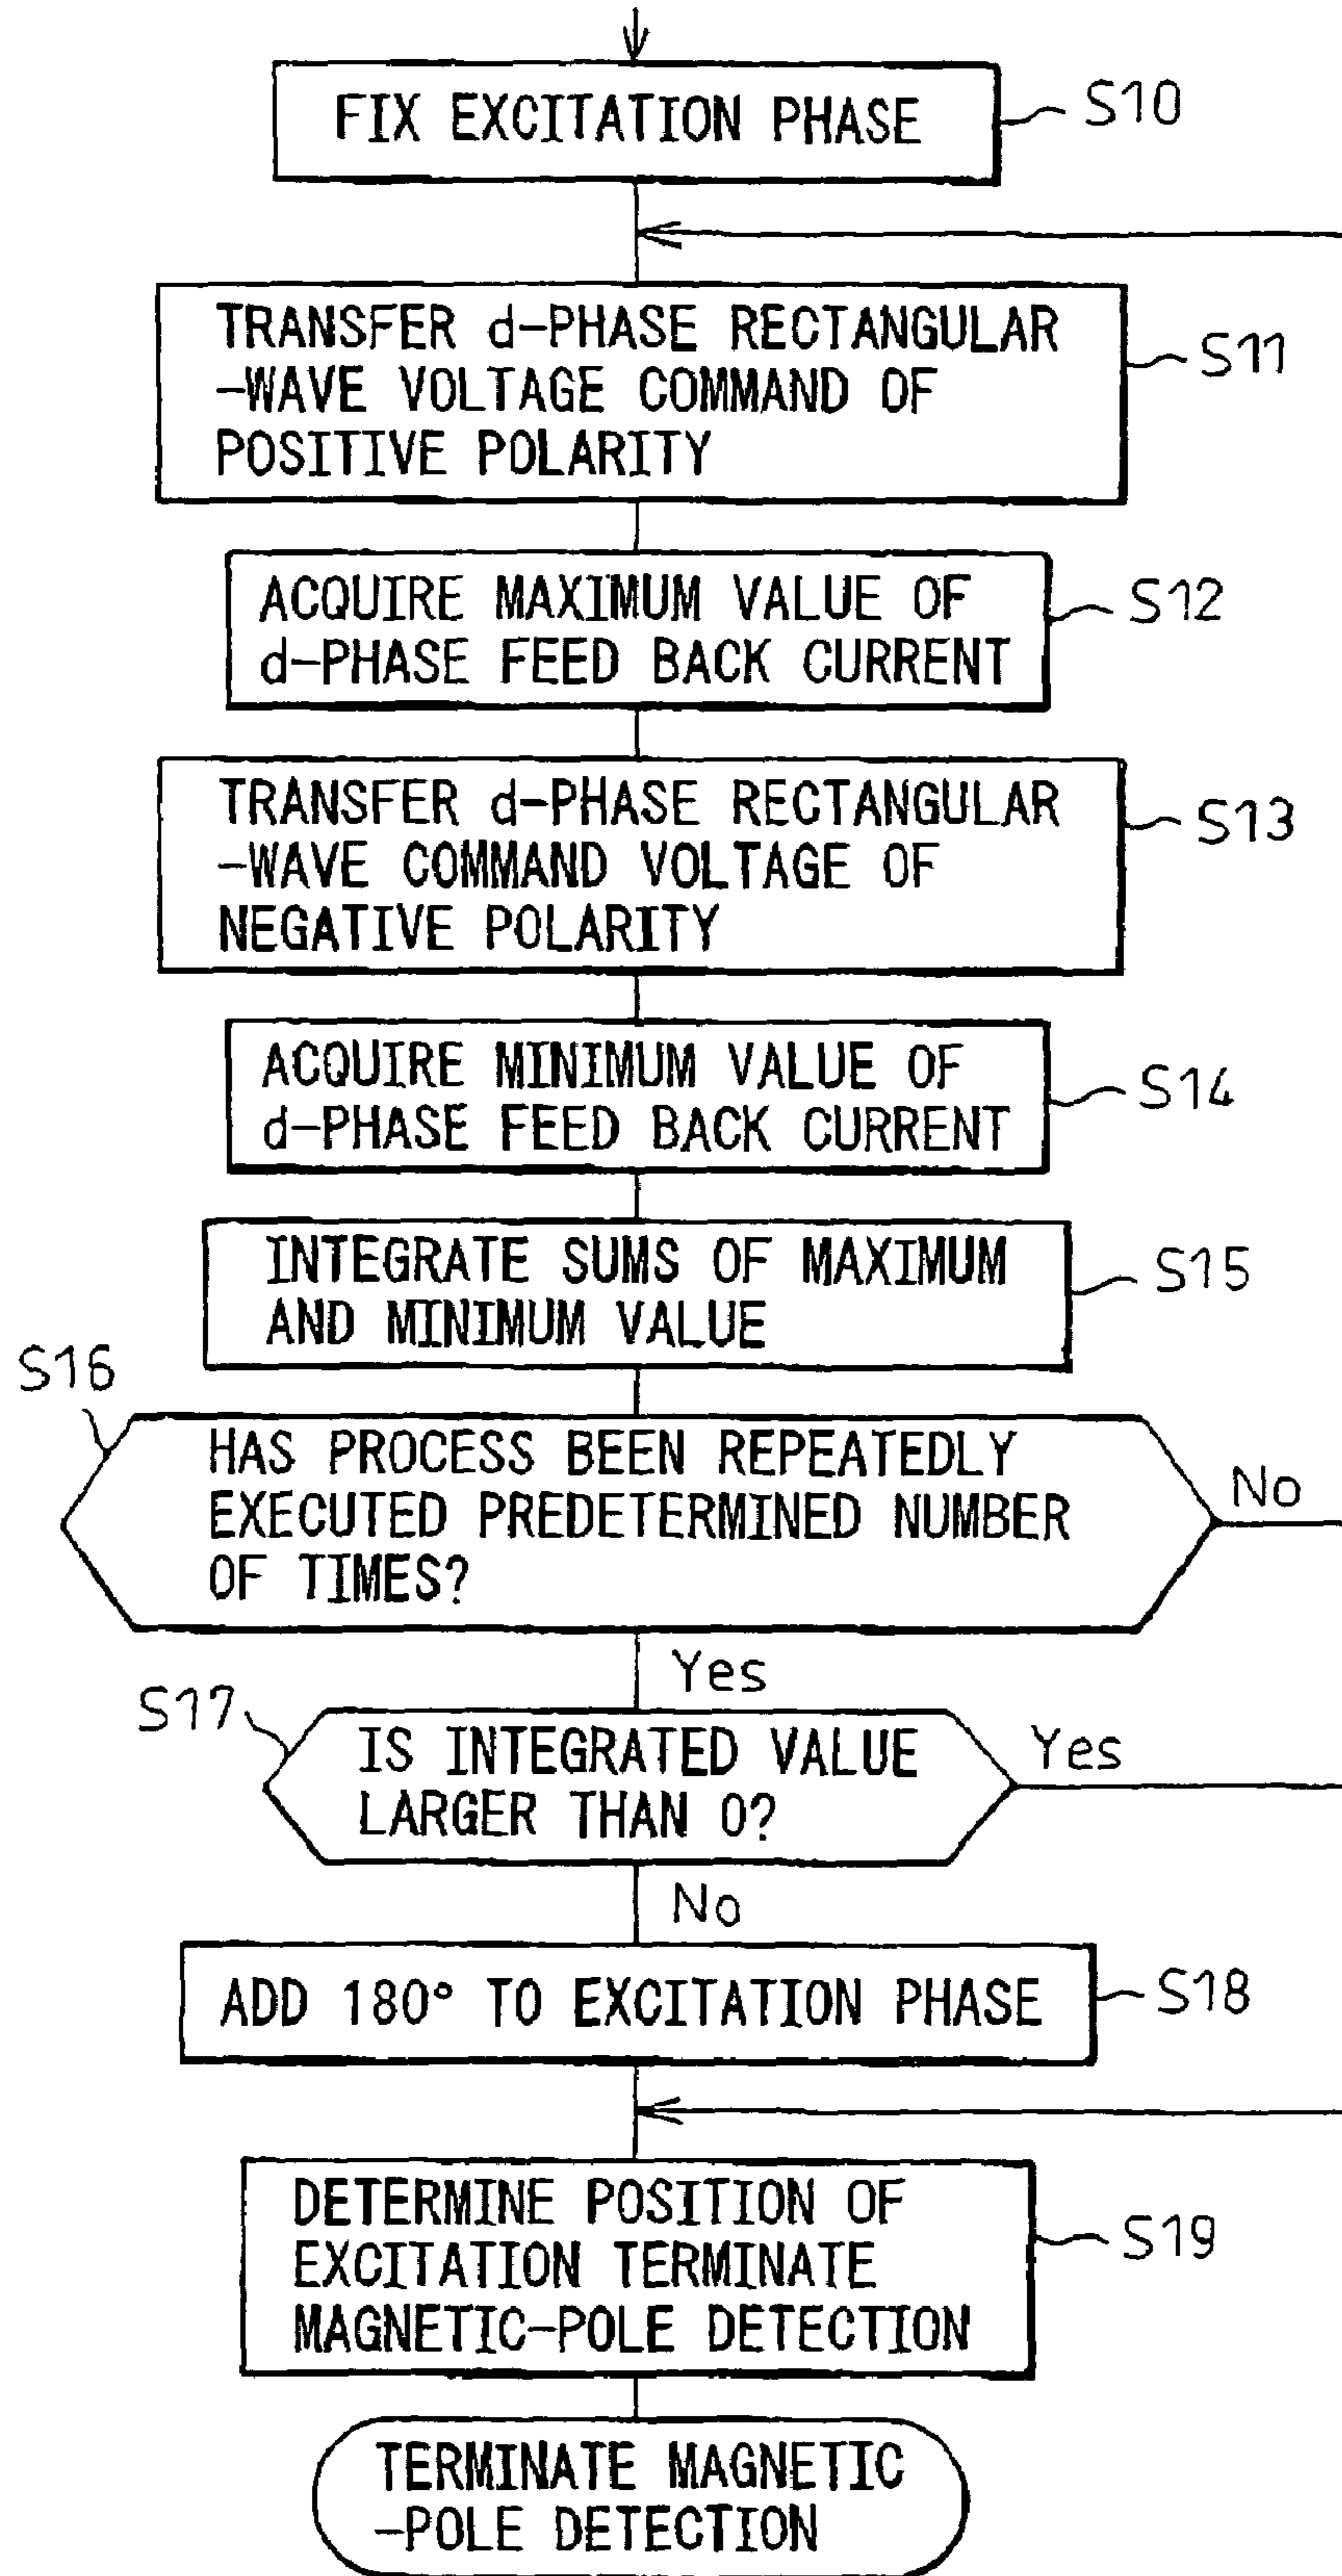 FIX EXCITATION PHASE
S10
TRANSFER d-PHASE RECTANGULAR
-WAVE VOLTAGE COMMAND OF
POSITIVE POLARITY
S11
ACQUIRE MAXIMUM VALUE OF
d-PHASE FEED BACK CURRENT
S12
TRANSFER d-PHASE RECTANGULAR
-WAVE COMMAND VOLTAGE OF
NEGATIVE POLARITY
S13
ACQUIRE MINIMUM VALUE OF
d-PHASE FEED BACK CURRENT
S14
INTEGRATE SUMS OF MAXIMUM
AND MINIMUM VALUE
S15
S16
HAS PROCESS BEEN REPEATEDLY
EXECUTED PREDETERMINED NUMBER
OF TIMES?
No
Yes
S17
IS INTEGRATED VALUE
LARGER THAN 0?
Yes
No
ADD 180° TO EXCITATION PHASE
S18
DETERMINE POSITION OF
EXCITATION TERMINATE
MAGNETIC-POLE DETECTION
S19
TERMINATE MAGNETIC
-POLE DETECTION